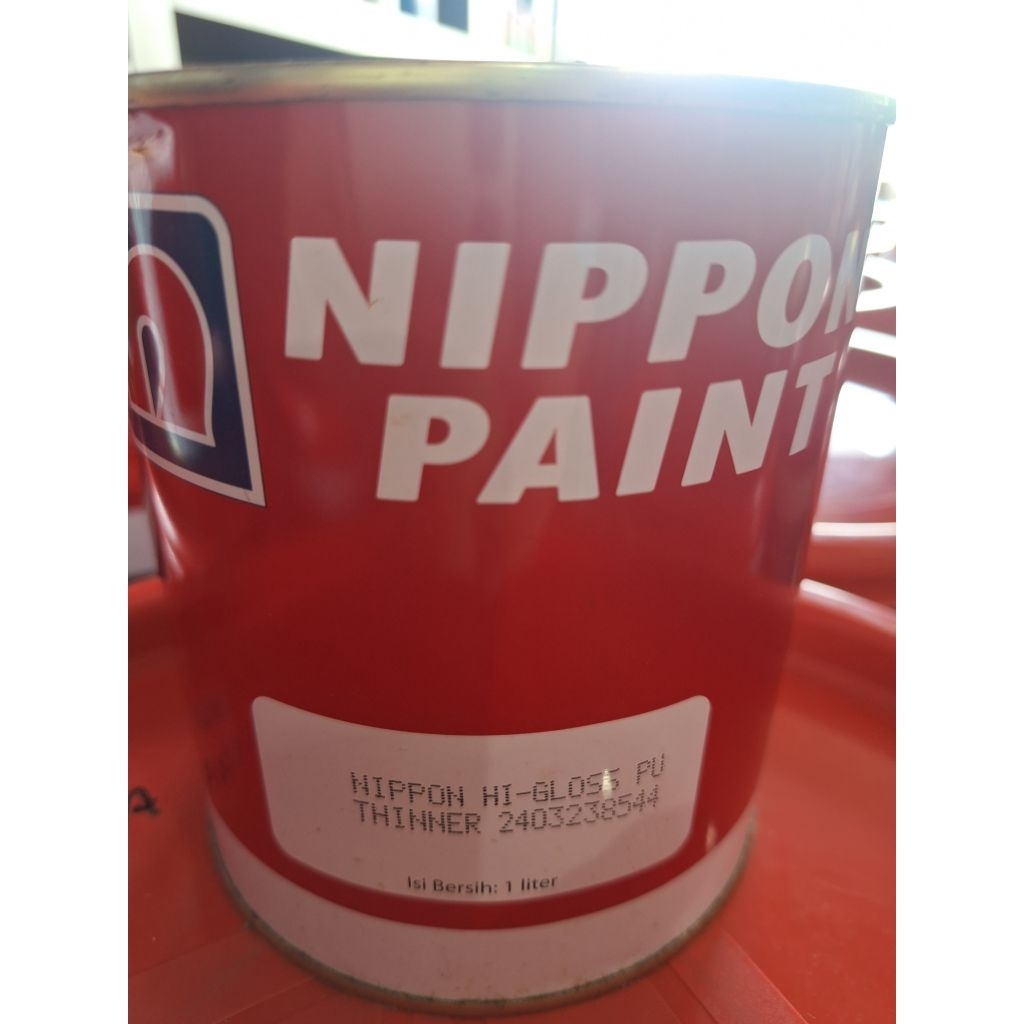 NIPPON
PAINT
NIPPON HI-GLOSS PU
THINNER 2403238544
Isi Bersih: 1 liter